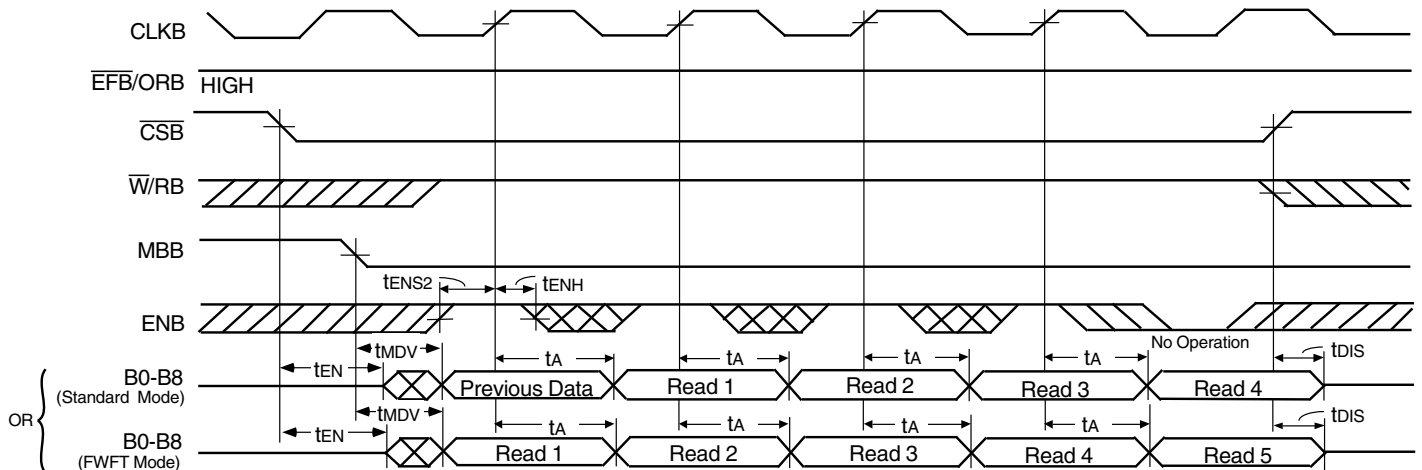 CLKB
EFB/ORB HIGH
CSB
W/RB
MBB
tENS2 tENH
ENB
No Operation
tMDV tA tA tA tA tDIS
tEN
B0-B8 Previous Data Read 1 Read 2 Read 3 Read 4
(Standard Mode)
OR
tMDV tDIS
tEN tA tA tA tA
B0-B8 Read 1 Read 2 Read 3 Read 4 Read 5
(FWFT Mode)